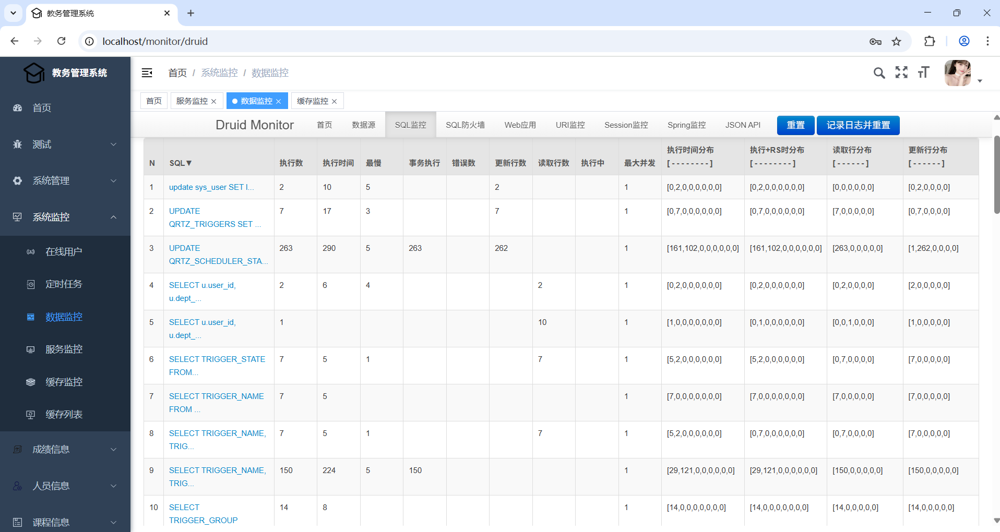 教务管理系统
localhost/monitor/druid
教务管理系统
首页
测试
系统管理
系统监控
在线用户
定时任务
数据监控
服务监控
缓存监控
缓存列表
成绩信息
人员信息
课程信息
首页 / 系统监控 / 数据监控
首页 服务监控 数据监控 缓存监控
Druid Monitor 首页 数据源 SQL监控 SQL防火墙 Web应用 URI监控 Session监控 Spring监控 JSON API 重置 记录日志并重置
N SQL▼ 执行数 执行时间 最慢 事务执行 错误数 更新行数 读取行数 执行中 最大并发 执行时间分布 执行+RS时分布 读取行分布 更新行分布
[ - - - - - - - - ] [ - - - - - - - - ] [ - - - - - - ] [ - - - - - - ]
1 update sys_user SET l... 2 10 5 2 1 [0,2,0,0,0,0,0,0] [0,2,0,0,0,0,0,0] [0,0,0,0,0,0] [0,2,0,0,0,0]
2 UPDATE 7 17 3 7 1 [0,7,0,0,0,0,0,0] [0,7,0,0,0,0,0,0] [7,0,0,0,0,0] [0,7,0,0,0,0]
QRTZ_TRIGGERS SET ...
3 UPDATE 263 290 5 263 262 1 [161,102,0,0,0,0,0,0] [161,102,0,0,0,0,0,0] [263,0,0,0,0,0] [1,262,0,0,0,0]
QRTZ_SCHEDULER_STA...
4 SELECT u.user_id, 2 6 4 2 1 [0,2,0,0,0,0,0,0] [0,2,0,0,0,0,0,0] [0,2,0,0,0,0] [2,0,0,0,0,0]
u.dept_...
5 SELECT u.user_id, 1 10 1 [1,0,0,0,0,0,0,0] [0,1,0,0,0,0,0,0] [0,0,1,0,0,0] [1,0,0,0,0,0]
u.dept_...
6 SELECT TRIGGER_STATE 7 5 1 7 1 [5,2,0,0,0,0,0,0] [5,2,0,0,0,0,0,0] [0,7,0,0,0,0] [7,0,0,0,0,0]
FROM...
7 SELECT TRIGGER_NAME 7 5 1 [7,0,0,0,0,0,0,0] [7,0,0,0,0,0,0,0] [7,0,0,0,0,0] [7,0,0,0,0,0]
FROM ...
8 SELECT TRIGGER_NAME, 7 5 1 7 1 [5,2,0,0,0,0,0,0] [0,7,0,0,0,0,0,0] [0,7,0,0,0,0] [7,0,0,0,0,0]
TRIG...
9 SELECT TRIGGER_NAME, 150 224 5 150 1 [29,121,0,0,0,0,0,0] [29,121,0,0,0,0,0,0] [150,0,0,0,0,0] [150,0,0,0,0,0]
TRIG...
10 SELECT 14 8 1 [14,0,0,0,0,0,0,0] [14,0,0,0,0,0,0,0] [14,0,0,0,0,0] [14,0,0,0,0,0]
TRIGGER_GROUP